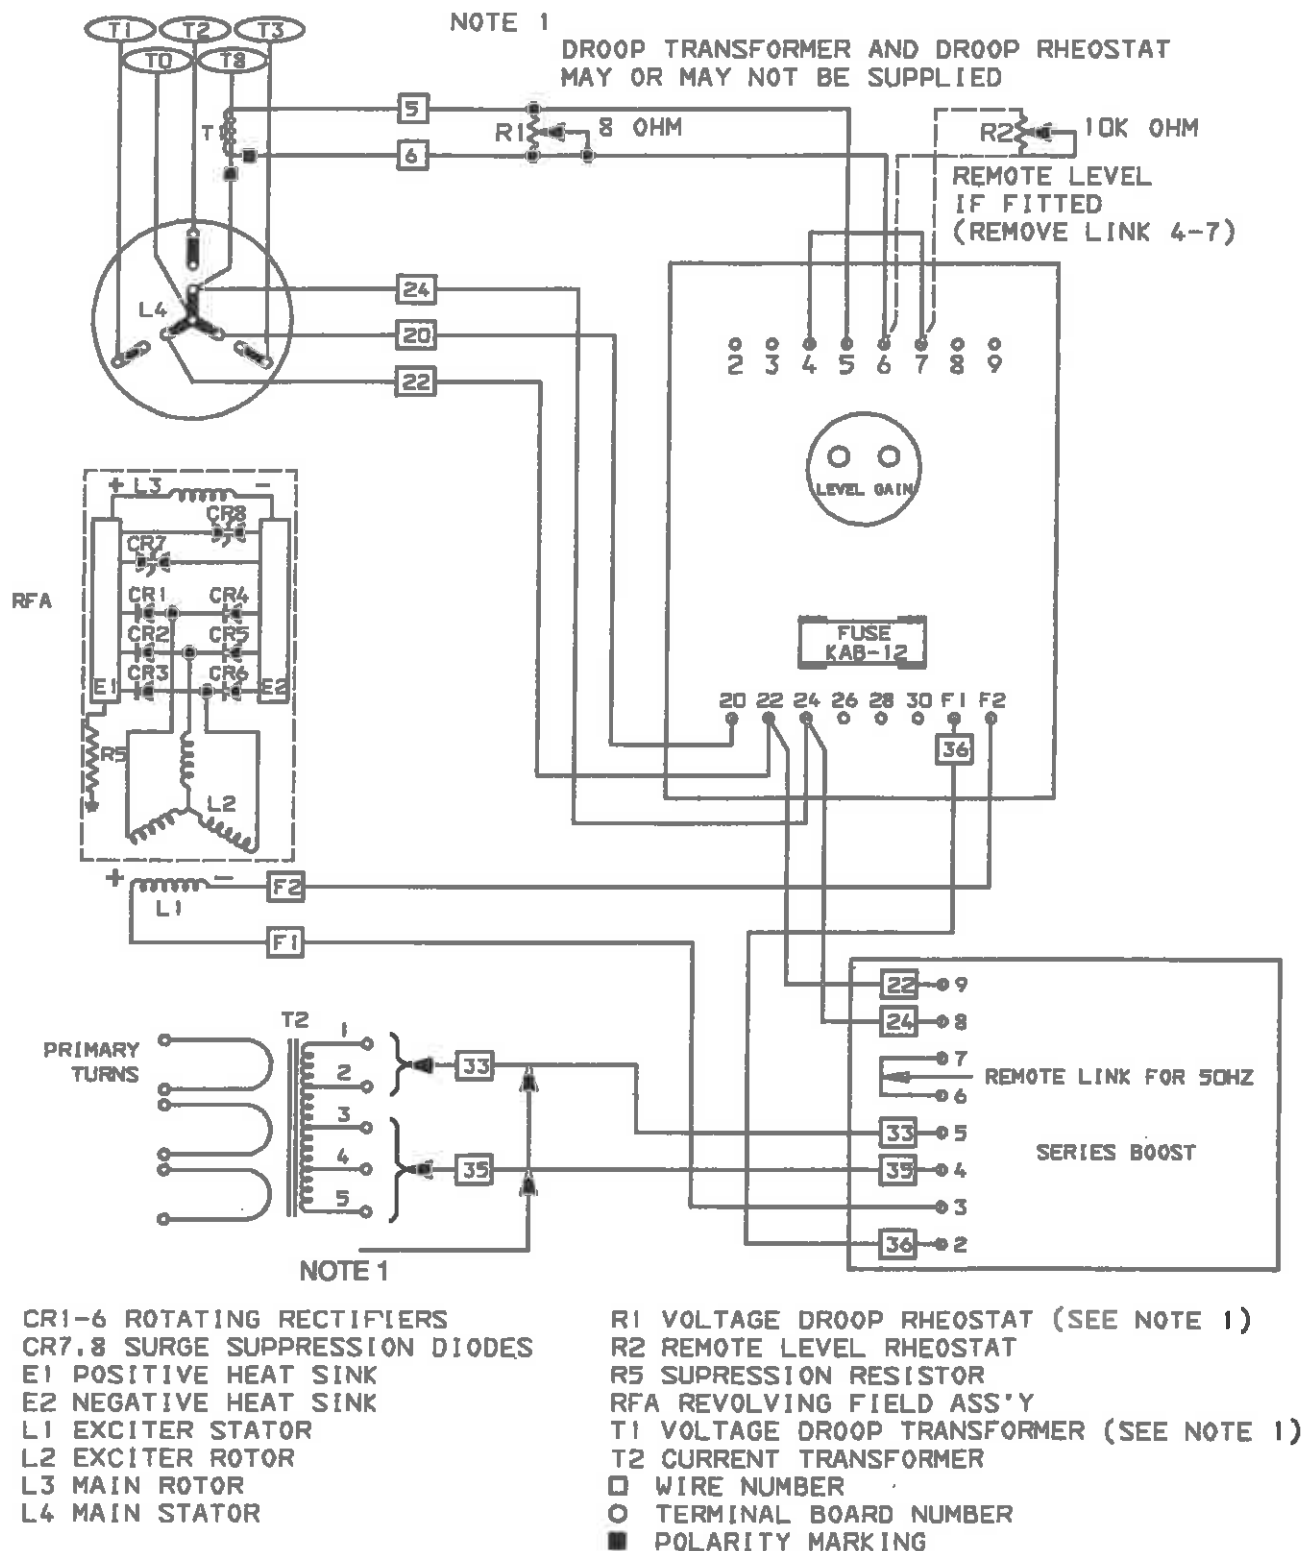 T1 T2 T3
T0 T8
NOTE 1
DROOP TRANSFORMER AND DROOP RHEOSTAT
MAY OR MAY NOT BE SUPPLIED
5
R1
8 OHM
R2
10K OHM
6
REMOTE LEVEL
IF FITTED
(REMOVE LINK 4-7)
L4
24
20
22
2 3 4 5 6 7 8 9
LEVEL GAIN
+ L3 -
CR8
CR7
RFA
CR1 CR4
CR2 CR5
CR3 CR6
E1 E2
R5
L2
FUSE
KAB-12
20 22 24 26 28 30 F1 F2
36
+ -
L1
F2
F1
22 9
24 8
7
REMOTE LINK FOR 50HZ
6
33 5
SERIES BOOST
35 4
3
36 2
PRIMARY
TURNS
T2
1
2
3
4
5
33
35
NOTE 1
CR1-6 ROTATING RECTIFIERS
CR7,8 SURGE SUPPRESSION DIODES
E1 POSITIVE HEAT SINK
E2 NEGATIVE HEAT SINK
L1 EXCITER STATOR
L2 EXCITER ROTOR
L3 MAIN ROTOR
L4 MAIN STATOR
R1 VOLTAGE DROOP RHEOSTAT (SEE NOTE 1)
R2 REMOTE LEVEL RHEOSTAT
R5 SUPRESSION RESISTOR
RFA REVOLVING FIELD ASS'Y
T1 VOLTAGE DROOP TRANSFORMER (SEE NOTE 1)
T2 CURRENT TRANSFORMER
WIRE NUMBER
TERMINAL BOARD NUMBER
POLARITY MARKING